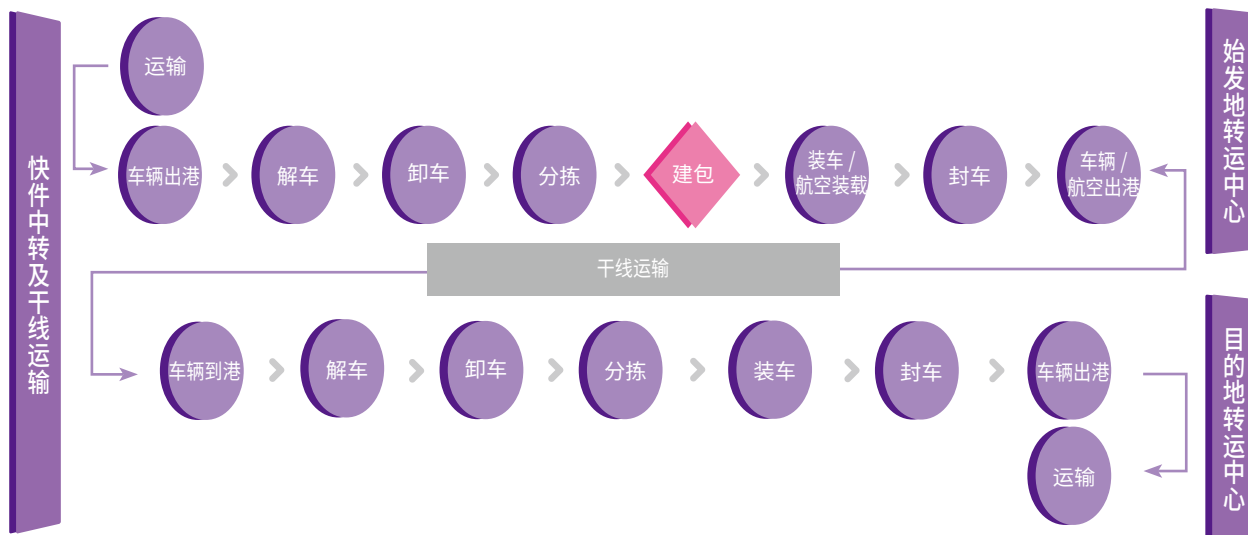 快件中转及干线运输
运输
车辆出港
解车
卸车
分拣
建包
装车 /
航空装载
封车
车辆 /
航空出港
始发地转运中心
干线运输
车辆到港
解车
卸车
分拣
装车
封车
车辆出港
运输
目的地转运中心